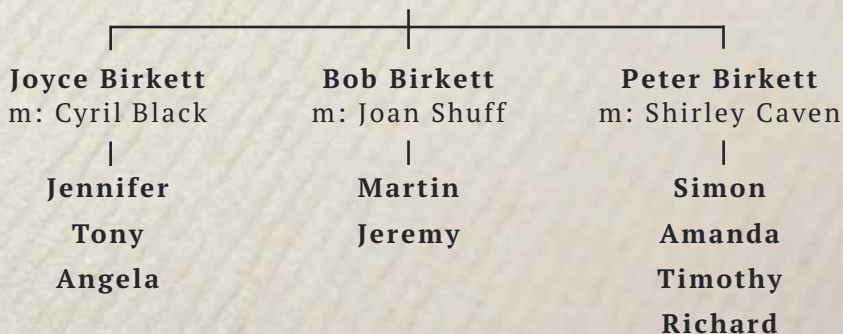 Joyce Birkett
m: Cyril Black
Jennifer
Tony
Angela
Bob Birkett
m: Joan Shuff
Martin
Jeremy
Peter Birkett
m: Shirley Caven
Simon
Amanda
Timothy
Richard